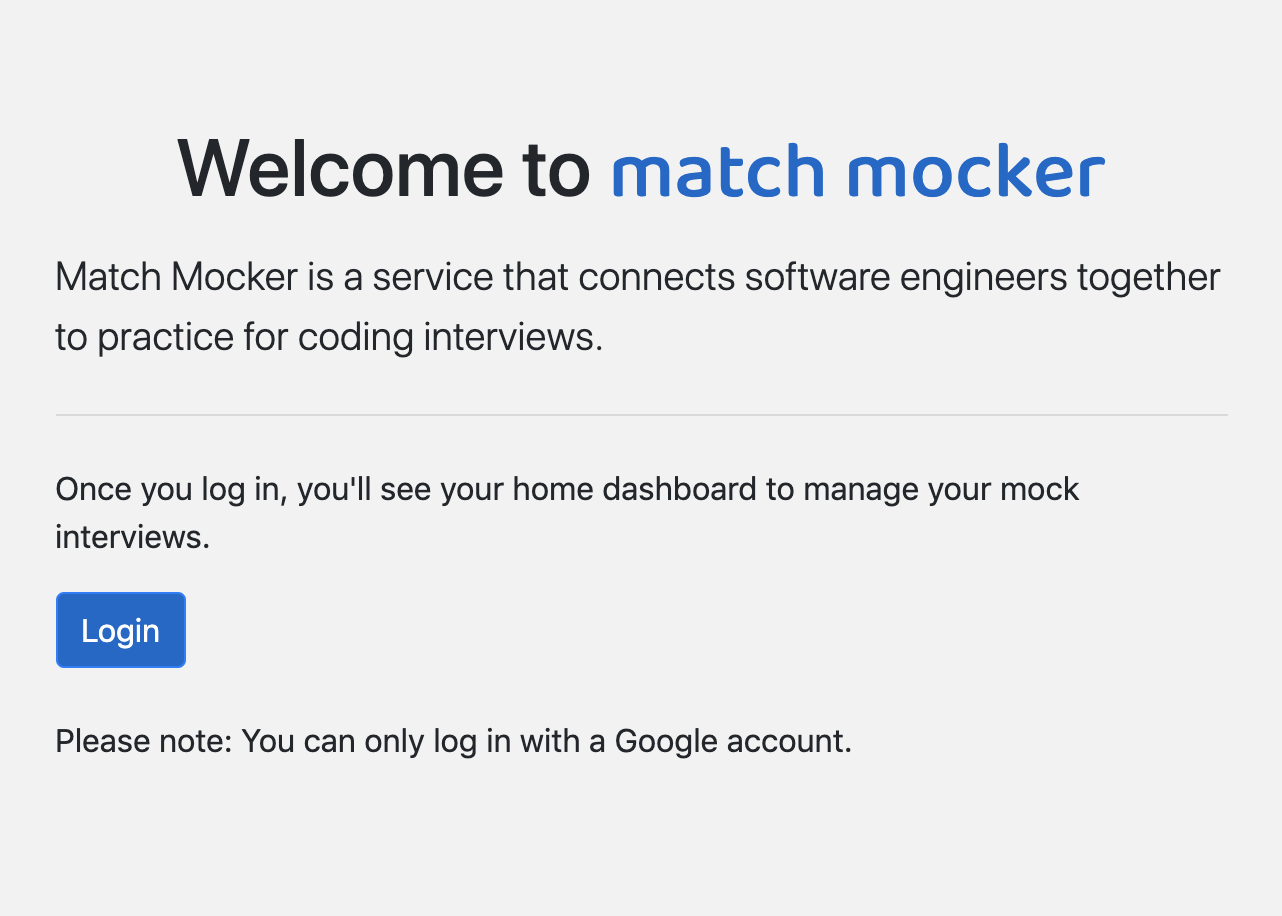 Welcome to match mocker
Match Mocker is a service that connects software engineers together
to practice for coding interviews.
Once you log in, you'll see your home dashboard to manage your mock
interviews.
Login
Please note: You can only log in with a Google account.